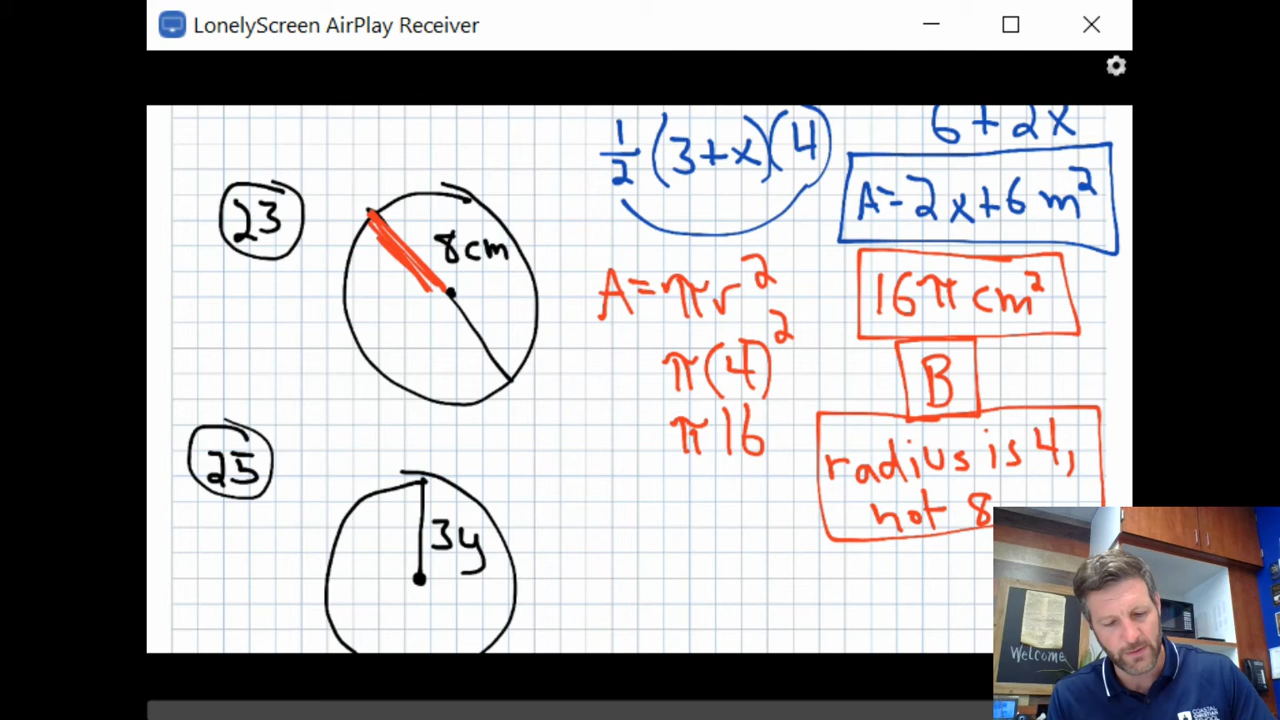 LonelyScreen AirPlay Receiver
1/2 (3+x)(4)
6+2x
A=2x+6 m²
23
8cm
A=πr²
π(4)²
π16
16π cm²
B
radius is 4,
not 8
25
3y
Welcome
COASTAL